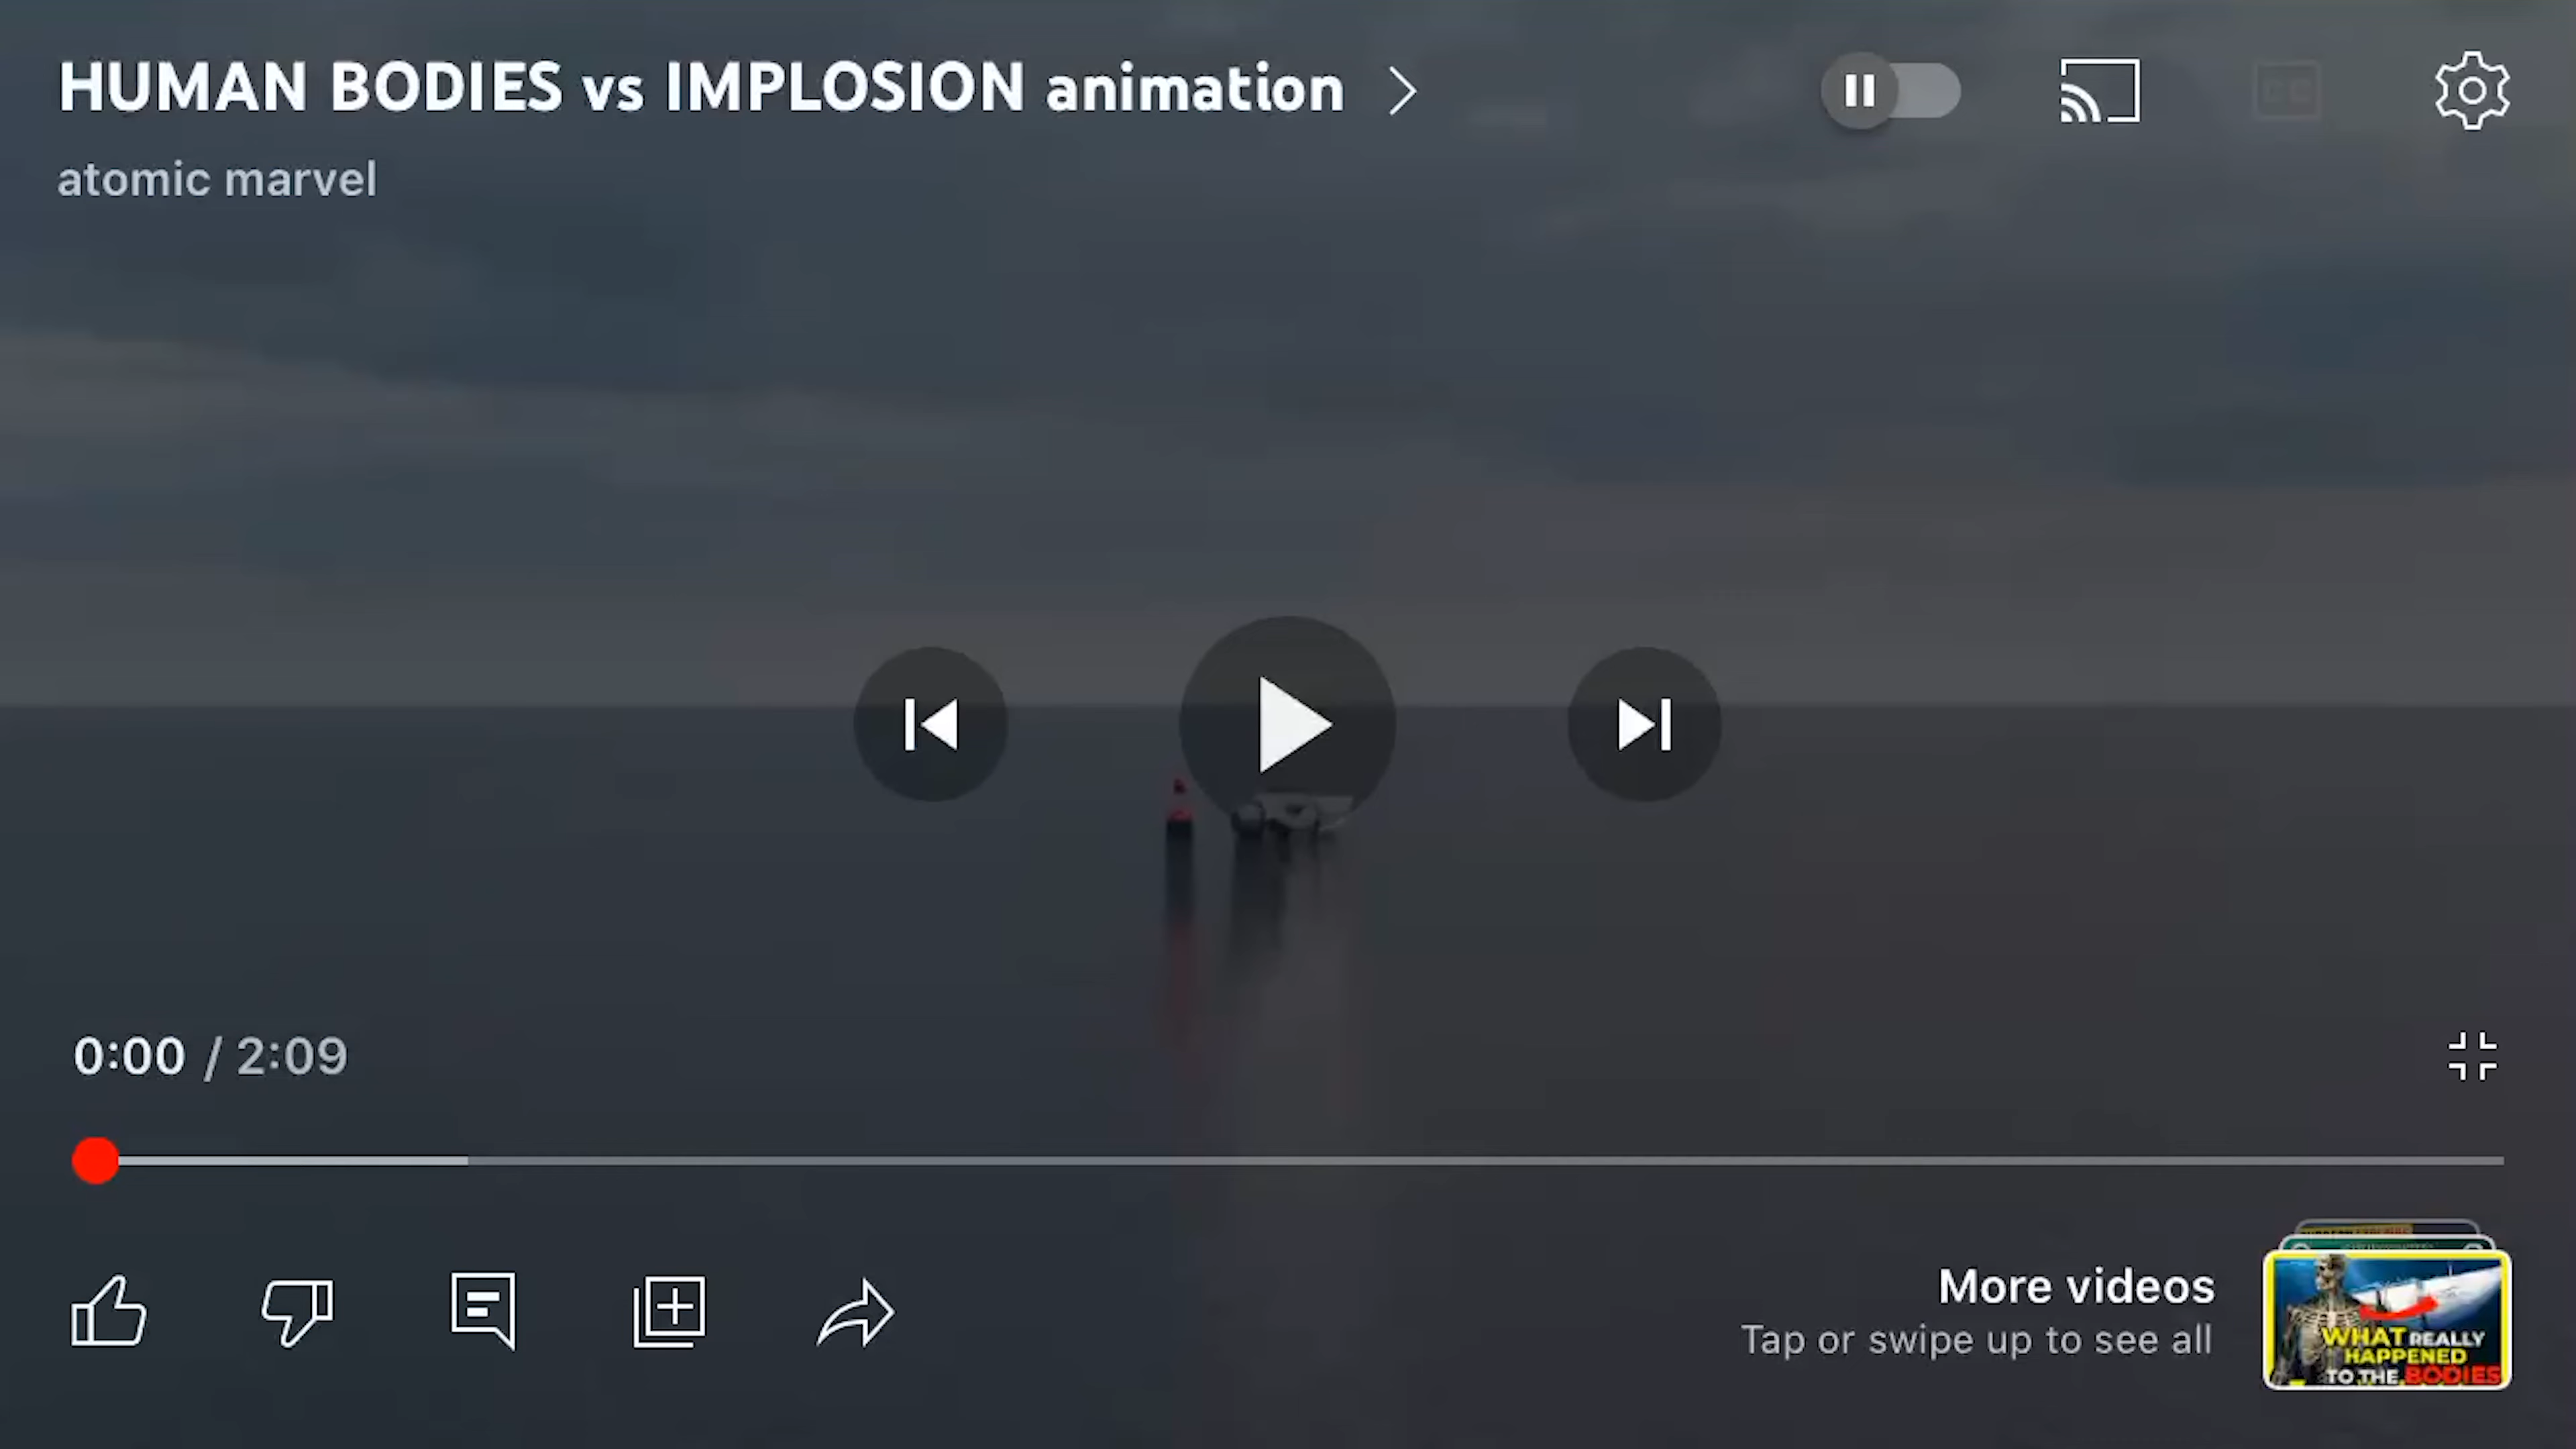 HUMAN BODIES vs IMPLOSION animation
atomic marvel
CC
0:00 / 2:09
More videos
Tap or swipe up to see all
WHAT REALLY
HAPPENED
TO THE BODIES